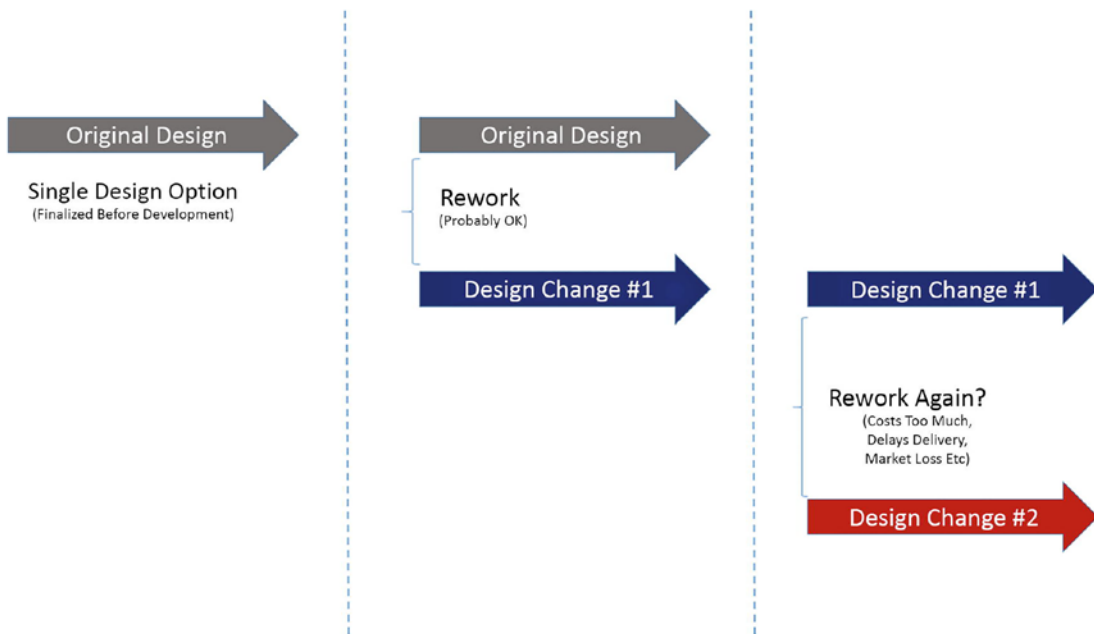 Original Design
Single Design Option
(Finalized Before Development)
Original Design
Rework
(Probably OK)
Design Change #1
Design Change #1
Rework Again?
(Costs Too Much,
Delays Delivery,
Market Loss Etc)
Design Change #2